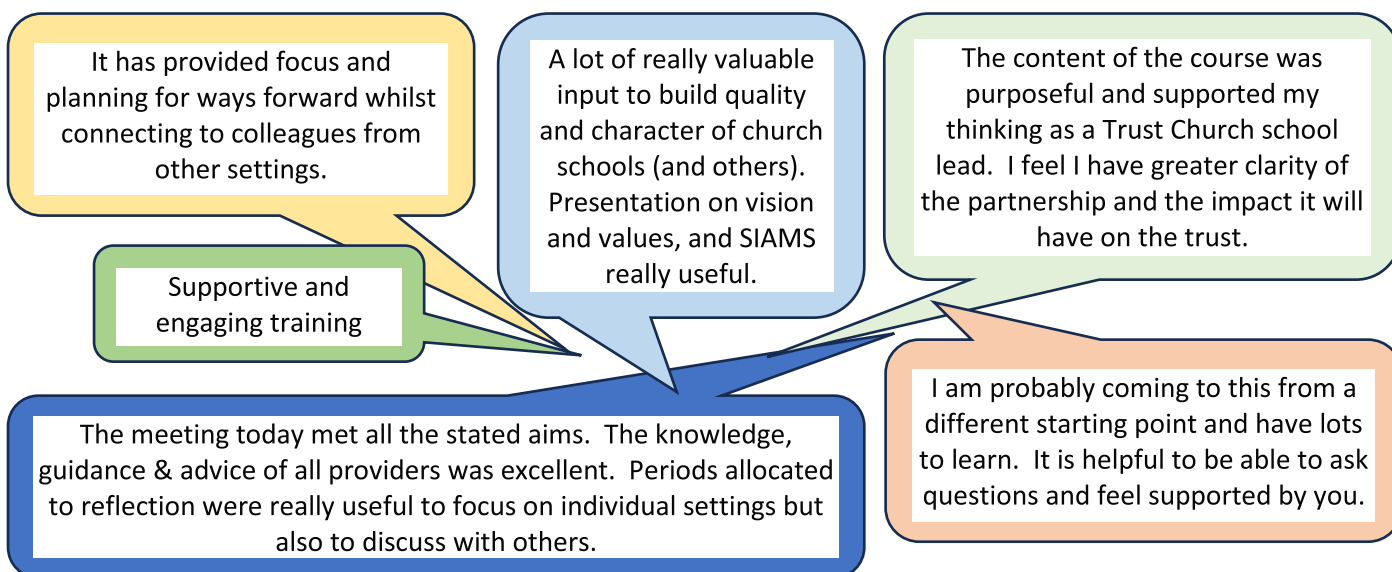 It has provided focus and
planning for ways forward whilst
connecting to colleagues from
other settings.
A lot of really valuable
input to build quality
and character of church
schools (and others).
Presentation on vision
and values, and SIAMS
really useful.
The content of the course was
purposeful and supported my
thinking as a Trust Church school
lead.  I feel I have greater clarity of
the partnership and the impact it will
have on the trust.
Supportive and
engaging training
The meeting today met all the stated aims.  The knowledge,
guidance & advice of all providers was excellent.  Periods allocated
to reflection were really useful to focus on individual settings but
also to discuss with others.
I am probably coming to this from a
different starting point and have lots
to learn.  It is helpful to be able to ask
questions and feel supported by you.